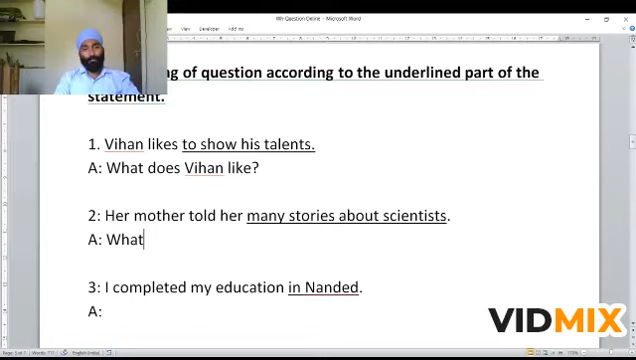 Wh-Question Online - Microsoft Word
Developer
g of question according to the underlined part of the
statement.
1. Vihan likes to show his talents.
A: What does Vihan like?
2: Her mother told her many stories about scientists.
A: What
3: I completed my education in Nanded.
A:
VIDMIX